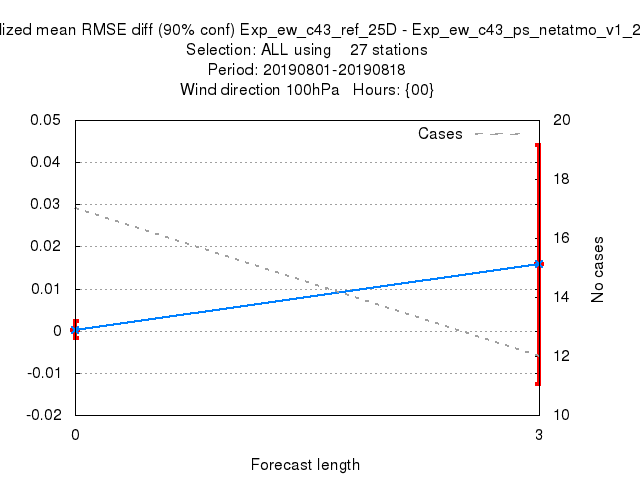 lized mean RMSE diff (90% conf) Exp_ew_c43_ref_25D - Exp_ew_c43_ps_netatmo_v1_2
Selection: ALL using 27 stations
Period: 20190801-20190818
Wind direction 100hPa Hours: {00}
0.05
0.04
0.03
0.02
0.01
0
-0.01
-0.02
Cases
20
18
16
14
12
10
No cases
0
3
Forecast length